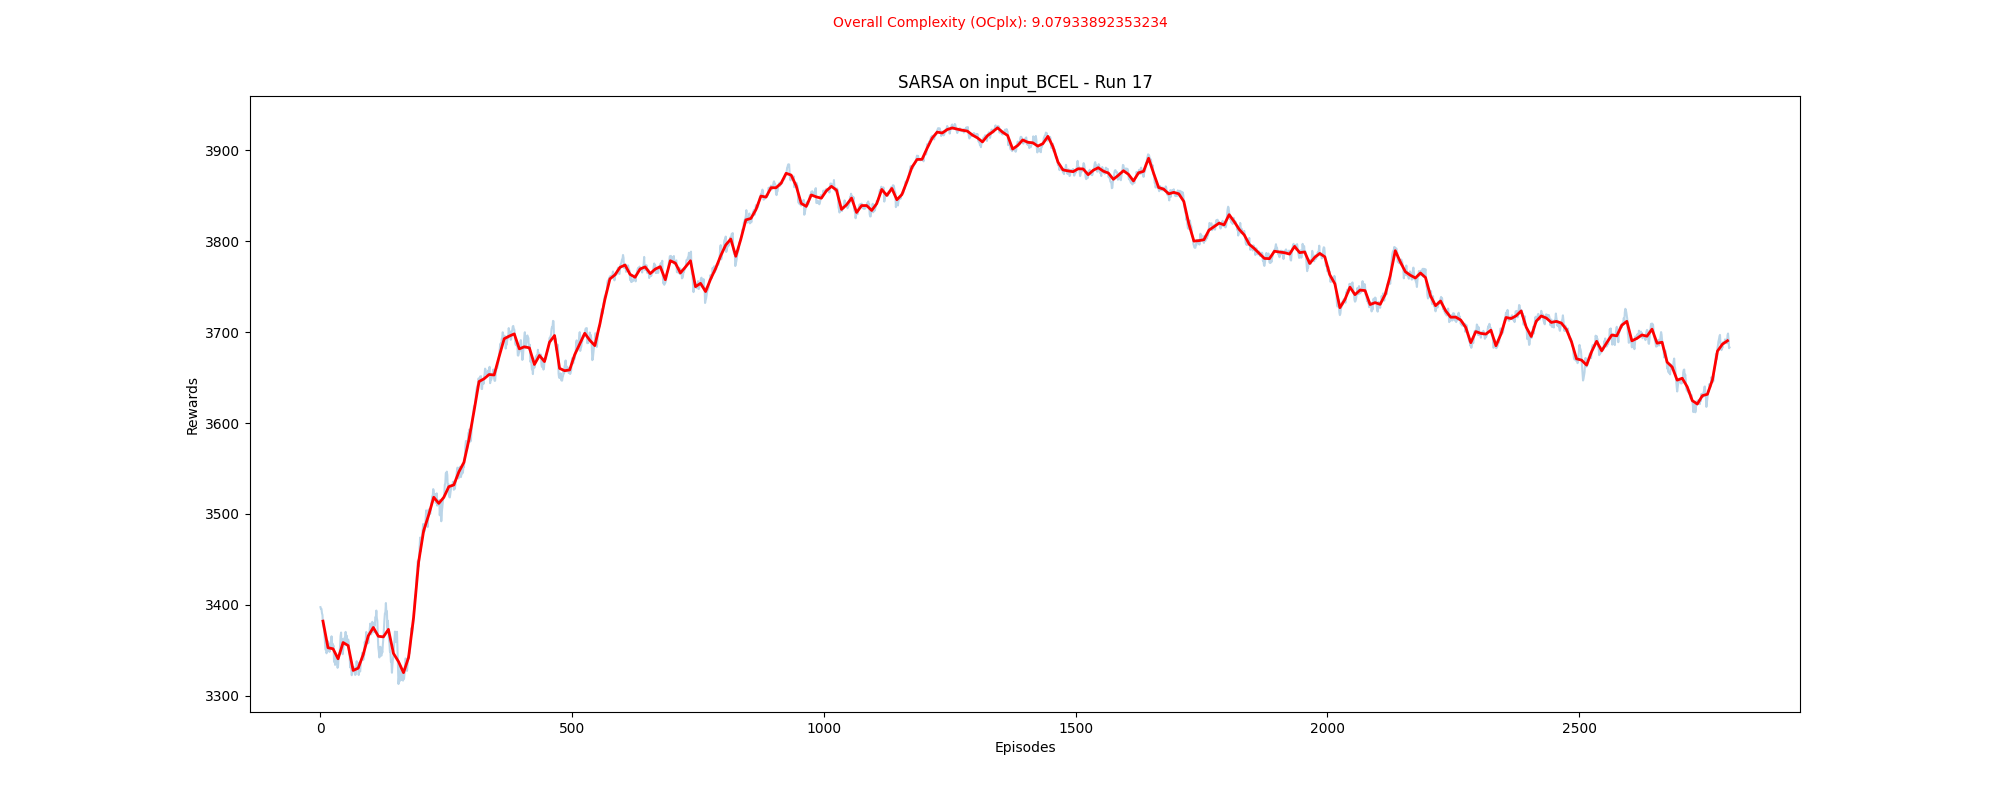 Overall Complexity (OCplx): 9.07933892353234
SARSA on input_BCEL - Run 17
3900
3800
3700
3600
3500
3400
3300
Rewards
0 500 1000 1500 2000 2500
Episodes